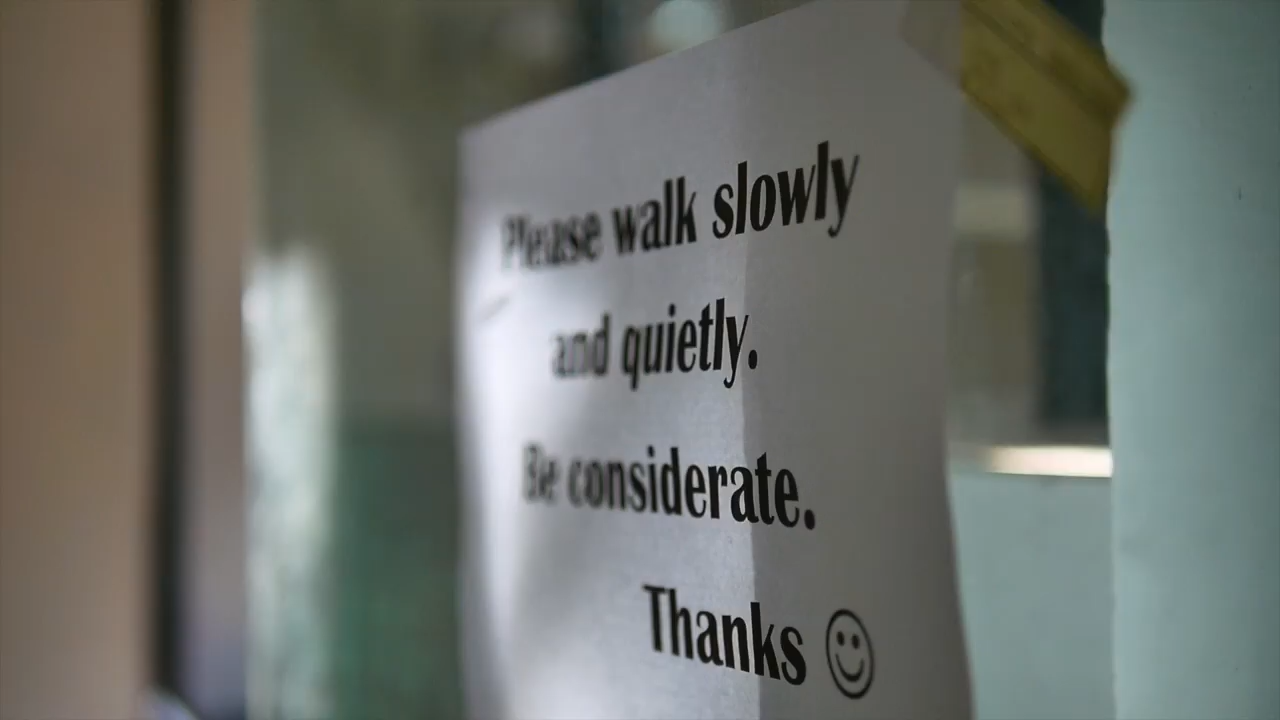 Please walk slowly
and quietly.
Be considerate.
Thanks ☺